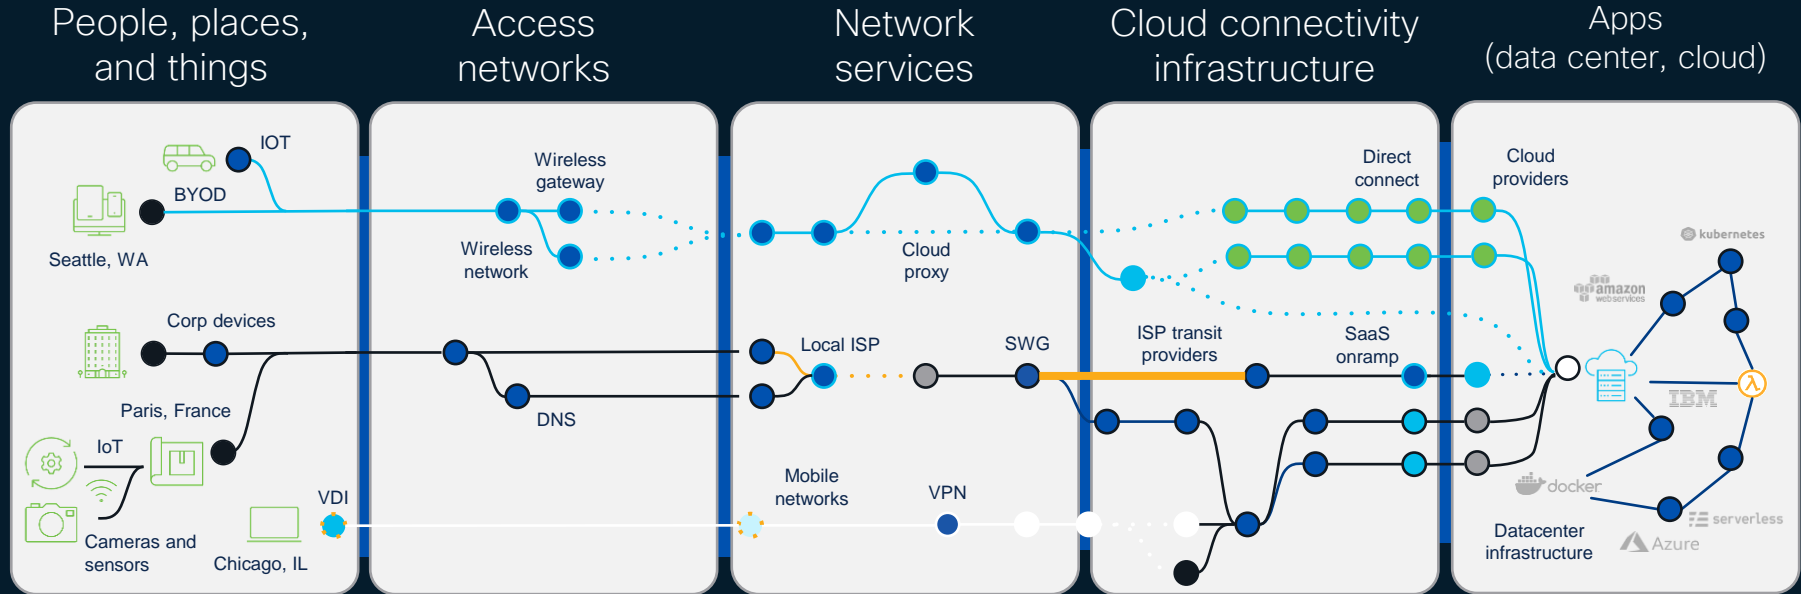 People, places,
and things
Access
networks
Network
services
Cloud connectivity
infrastructure
Apps
(data center, cloud)
IOT
BYOD
Seattle, WA
Corp devices
Paris, France
IoT
VDI
Cameras and
sensors
Chicago, IL
Wireless
gateway
Wireless
network
DNS
Cloud
proxy
Local ISP
SWG
Mobile
networks
VPN
Direct
connect
ISP transit
providers
SaaS
onramp
Cloud
providers
kubernetes
amazon
webservices
λ
IBM
docker
serverless
Datacenter
infrastructure
Azure